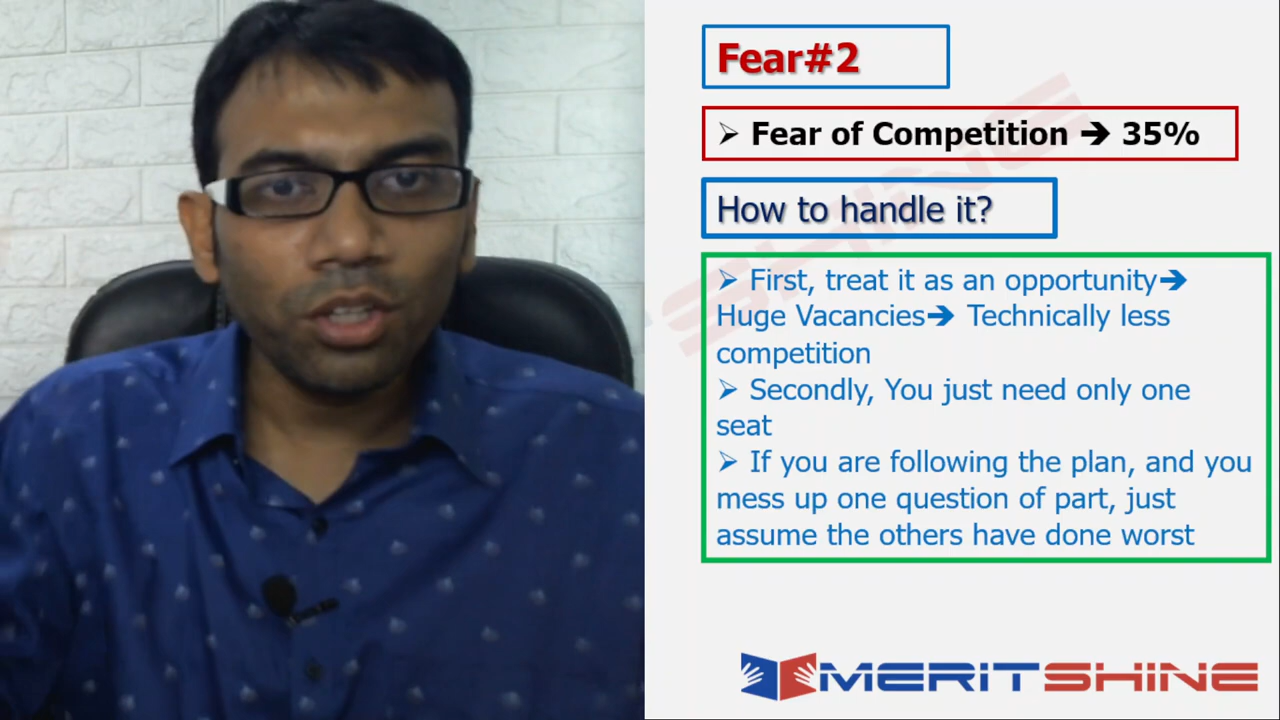 Fear#2
➢ Fear of Competition ➔ 35%
How to handle it?
➢ First, treat it as an opportunity➔
Huge Vacancies➔ Technically less
competition
➢ Secondly, You just need only one
seat
➢ If you are following the plan, and you
mess up one question of part, just
assume the others have done worst
MERITSHINE